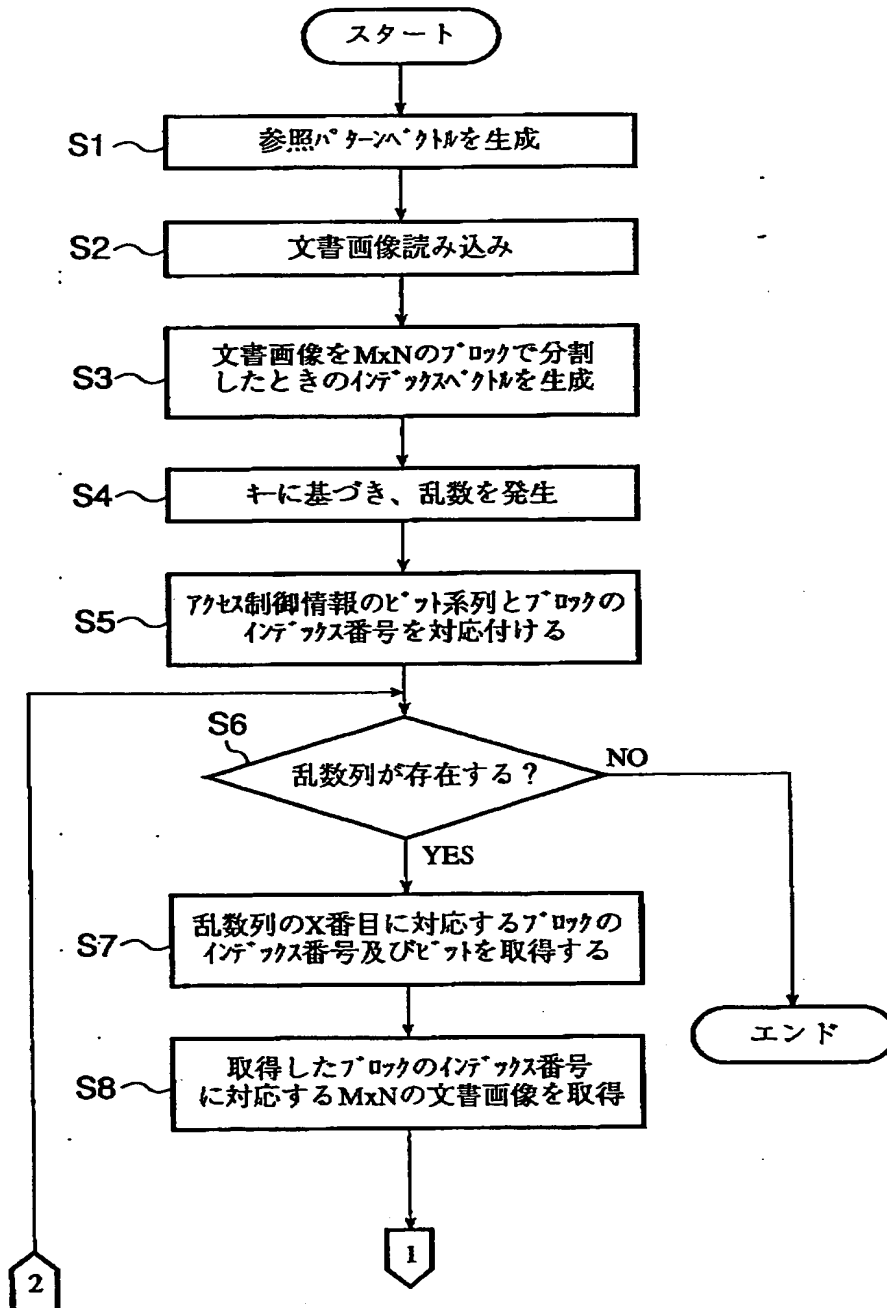 スタート
S1
参照ﾊﾟﾀｰﾝﾍﾞｸﾄﾙを生成
S2
文書画像読み込み
S3
文書画像をMxNのﾌﾞﾛｯｸで分割
したときのｲﾝﾃﾞｯｸｽﾍﾞｸﾄﾙを生成
S4
ｷｰに基づき、乱数を発生
S5
ｱｸｾｽ制御情報のﾋﾞｯﾄ系列とﾌﾞﾛｯｸの
ｲﾝﾃﾞｯｸｽ番号を対応付ける
S6
乱数列が存在する？
NO
YES
S7
乱数列のX番目に対応するﾌﾞﾛｯｸの
ｲﾝﾃﾞｯｸｽ番号及びﾋﾞｯﾄを取得する
エンド
S8
取得したﾌﾞﾛｯｸのｲﾝﾃﾞｯｸｽ番号
に対応するMxNの文書画像を取得
1
2